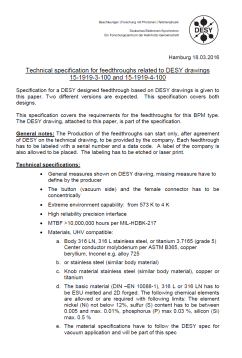 Beschleuniger | Forschung mit Photonen | Teilchenphysik
Deutsches Elektronen-Synchrotron
Ein Forschungszentrum der Helmholtz-Gemeinschaft
DESY
Hamburg 18.03.2016
Technical specification for feedthroughs related to DESY drawings
15-1919-3-100 and 15-1919-4-100
Specification for a DESY designed feedthrough based on DESY drawings is given to
this paper. Two different versions are expected. This specification covers both
designs.
This specification covers the requirements for the feedthroughs for this BPM type.
The DESY drawing, attached to this paper, is part of the specification.
General notes: The Production of the feedthroughs can start only, after agreement
of DESY on the technical drawing, to be provided by the company. Each feedthrough
has to be labeled with a serial number and a data code. A label of the company is
also allowed to be placed. The labeling has to be etched or laser print.
Technical specifications:
• General measures shown on DESY drawing, missing measure have to
define by the producer
• The button (vacuum side) and the female connector has to be
concentrically
• Extreme environment capability: from 573 K to 4 K
• High reliability precision interface
• MTBF >10,000,000 hours per MIL-HDBK-217
• Materials, UHV compatible:
a. Body 316 LN, 316 L stainless steel, or titanium 3.7165 (grade 5)
Center conductor molybdenum per ASTM B365, copper
beryllium, Inconel e.g. alloy 725
b. or stainless steel (similar body material)
c. Knob material stainless steel (similar body material), copper or
titanium
d. The basic material (DIN –EN 10088-1), 316 L or 316 LN has to
be ESU melted and 2D forged. The following chemical elements
are allowed or are required with following limits: The element
nickel (Ni) not below 12%, sulfur (S) content has to be between
0.005 and max. 0.01%, phosphorus (P) max 0.03 %, silicon (Si)
max. 0.5 %
e. The material specifications have to follow the DESY spec for
vacuum application and will be part of this spec